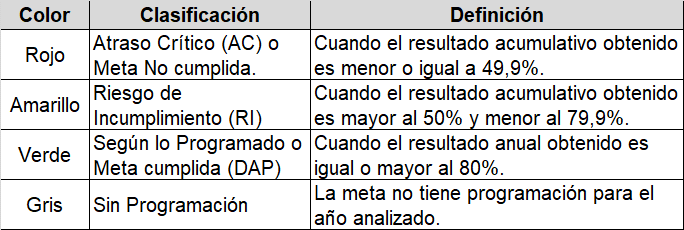 Color Clasificación Definición
Rojo
Atraso Crítico (AC) o
Meta No cumplida.
Cuando el resultado acumulativo obtenido
es menor o igual a 49,9%.
Amarillo
Riesgo de
Incumplimiento (RI)
Cuando el resultado acumulativo obtenido
es mayor al 50% y menor al 79,9%.
Verde
Según lo Programado o
Meta cumplida (DAP)
Cuando el resultado anual obtenido es
igual o mayor al 80%.
Gris
Sin Programación
La meta no tiene programación para el
año analizado.